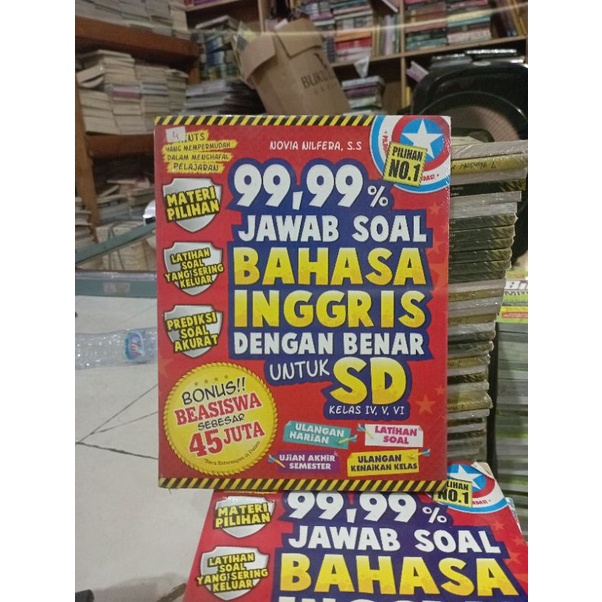 NOVIA NILFERA, S.S
YANG MEMPERMUDAH
DALAM MENGHAFAL
PELAJARAN
PILIHAN
NO.1
MATERI
PILIHAN
LATIHAN
SOAL
YANG SERING
KELUAR
PREDIKSI
SOAL
AKURAT
99,99%
JAWAB SOAL
BAHASA
INGGRIS
DENGAN BENAR
UNTUK SD
KELAS IV, V, VI
BONUS!!
BEASISWA
SEBESAR
45 JUTA
ULANGAN
HARIAN
LATIHAN
SOAL
UJIAN AKHIR
SEMESTER
ULANGAN
KENAIKAN KELAS
MATERI
PILIHAN
LATIHAN
SOAL
YANG SERING
KELUAR
99,99%
JAWAB SOAL
BAHASA
NO.1